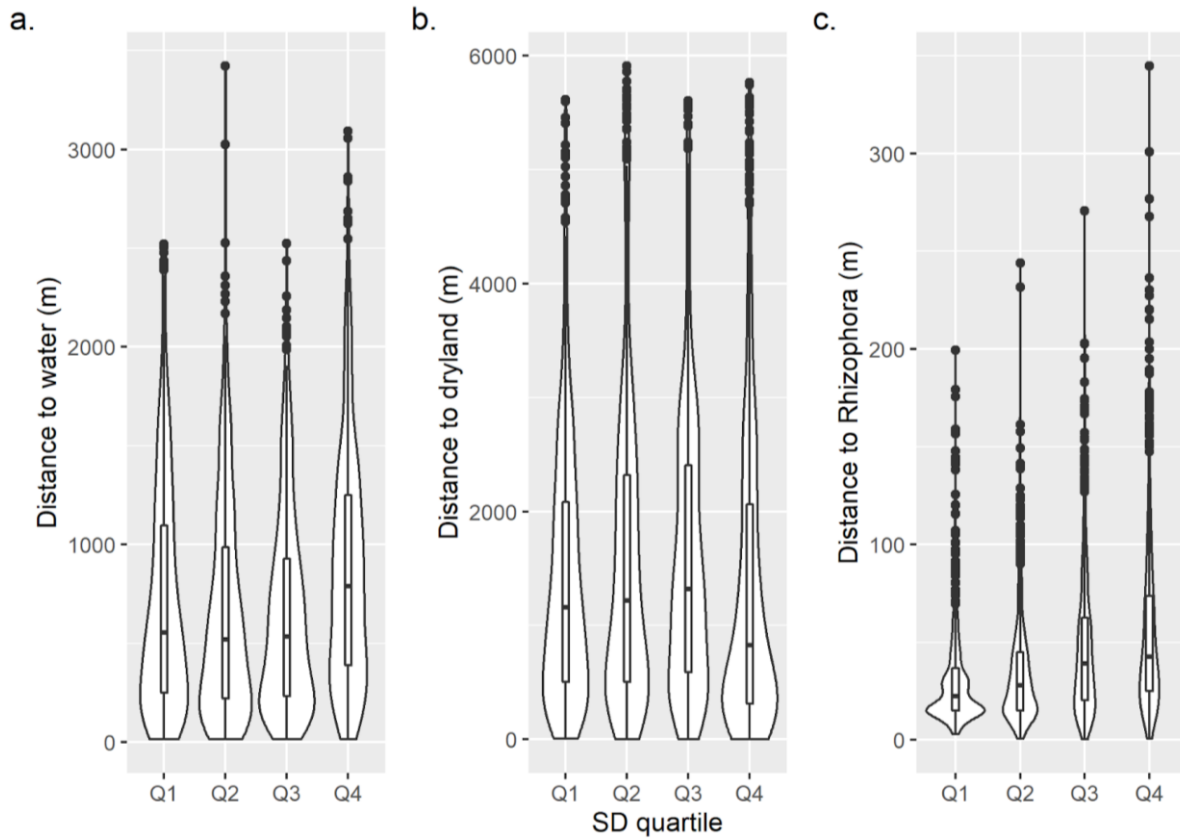 a.
Distance to water (m)
3000
2000
1000
0
Q1 Q2 Q3 Q4
b.
Distance to dryland (m)
6000
4000
2000
0
Q1 Q2 Q3 Q4
SD quartile
c.
Distance to Rhizophora (m)
300
200
100
0
Q1 Q2 Q3 Q4